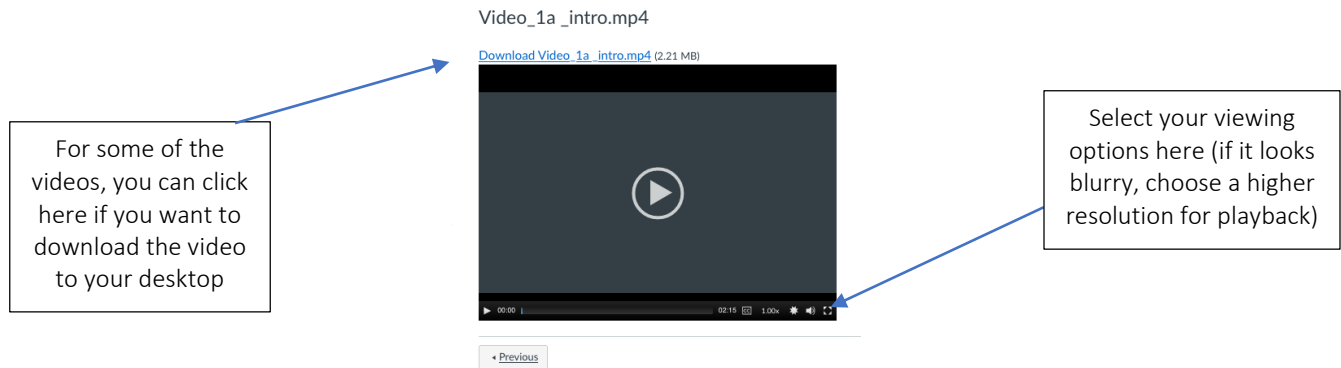 Video_1a _intro.mp4
Download Video_1a _intro.mp4 (2.21 MB)
For some of the
videos, you can click
here if you want to
download the video
to your desktop
Select your viewing
options here (if it looks
blurry, choose a higher
resolution for playback)
00:00 02:15 CC 1.00x
Previous